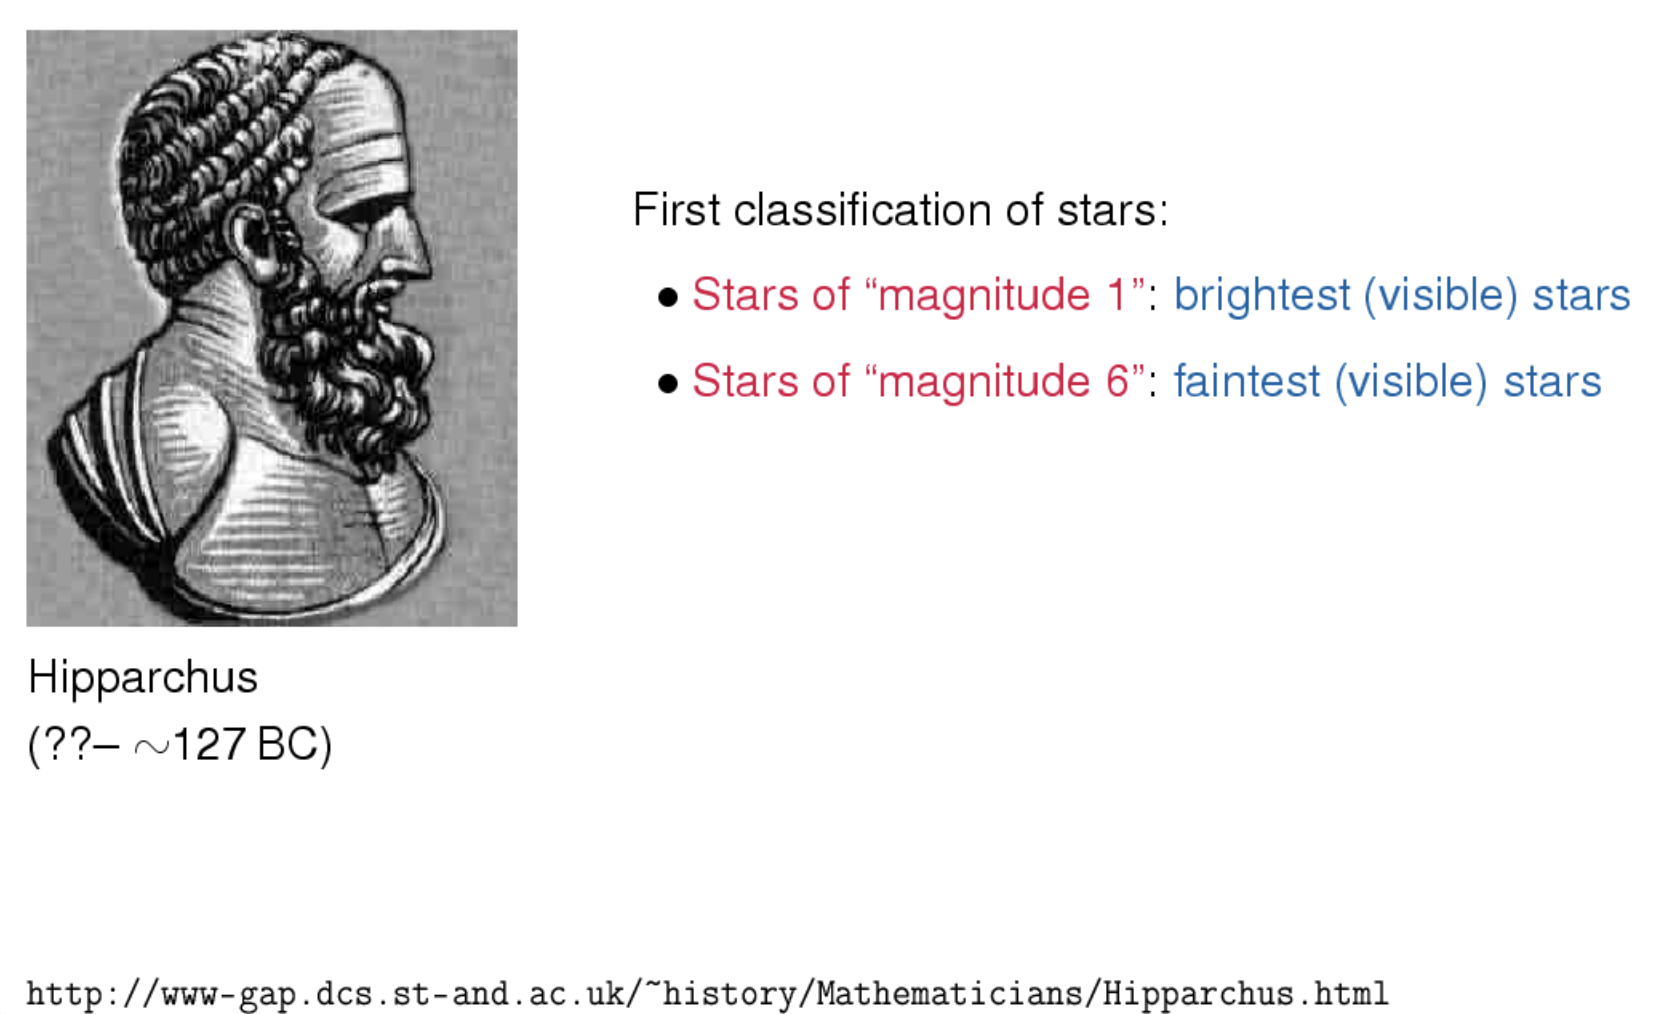 First classification of stars:
● Stars of “magnitude 1”: brightest (visible) stars
● Stars of “magnitude 6”: faintest (visible) stars
Hipparchus
(??– ∼127 BC)
http://www-gap.dcs.st-and.ac.uk/~history/Mathematicians/Hipparchus.html